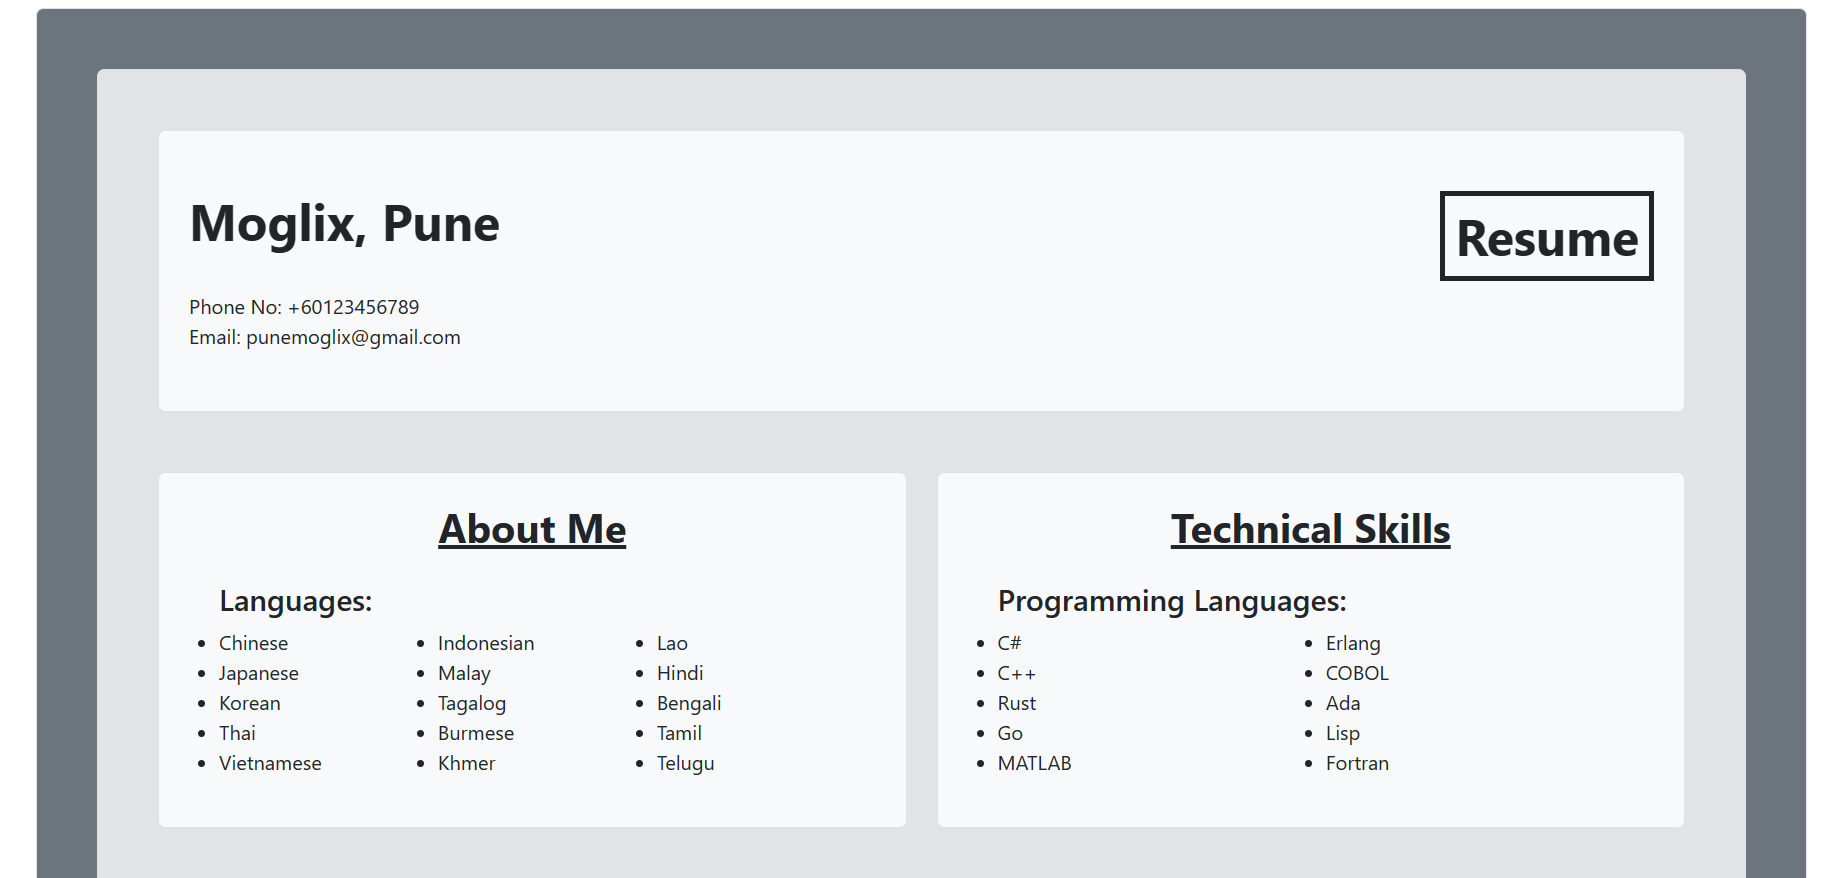 Moglix, Pune
Resume
Phone No: +60123456789
Email: punemoglix@gmail.com
About Me
Languages:
Chinese
Japanese
Korean
Thai
Vietnamese
Indonesian
Malay
Tagalog
Burmese
Khmer
Lao
Hindi
Bengali
Tamil
Telugu
Technical Skills
Programming Languages:
C#
C++
Rust
Go
MATLAB
Erlang
COBOL
Ada
Lisp
Fortran